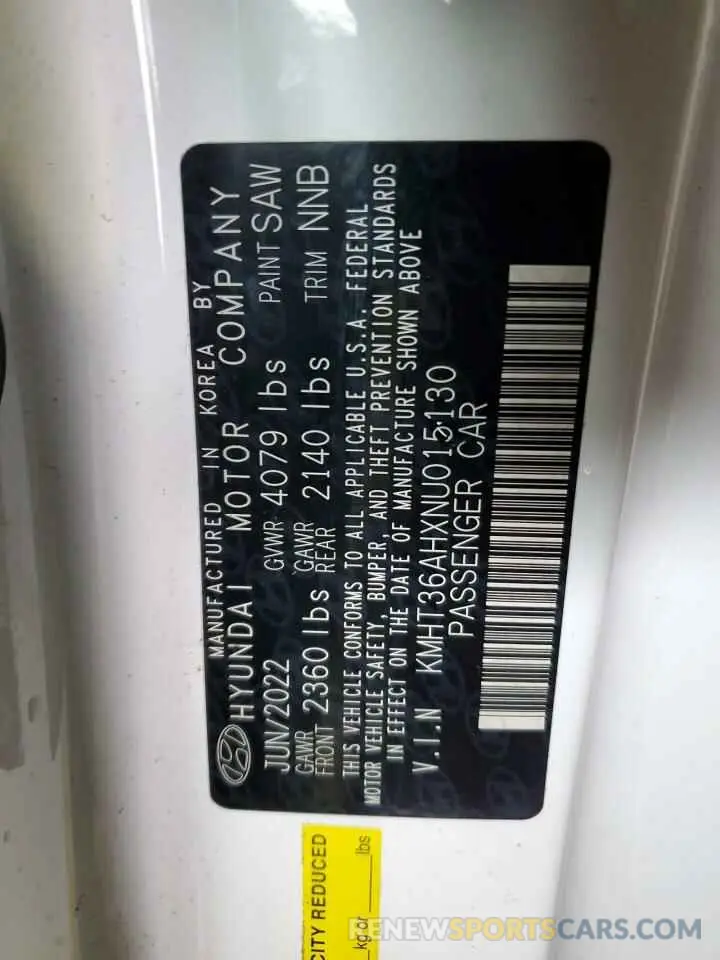 MANUFACTURED IN KOREA BY
HYUNDAI MOTOR COMPANY
JUN/2022 GVWR 4079 lbs PAINT SAW
GAWR FRONT 2360 lbs GAWR REAR 2140 lbs TRIM NNB
THIS VEHICLE CONFORMS TO ALL APPLICABLE U.S.A. FEDERAL
MOTOR VEHICLE SAFETY, BUMPER, AND THEFT PREVENTION STANDARDS
IN EFFECT ON THE DATE OF MANUFACTURE SHOWN ABOVE
V.I.N KMHT36AHXNU015130
PASSENGER CAR
CITY REDUCED
kg or lbs
RENEWSPORTSCARS.COM